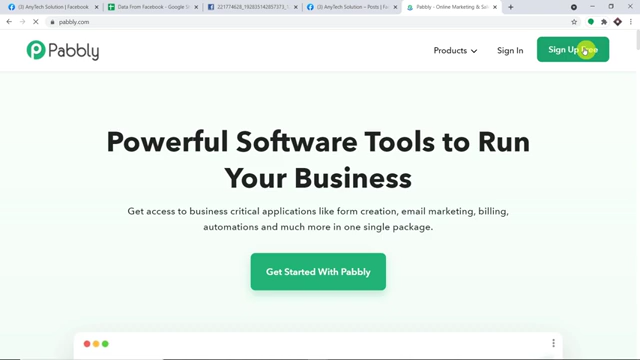 (3) AnyTech Solution | Facebook
Data From Facebook - Google S
221774628_192835142957373_1
(3) AnyTech Solution – Posts | Fa
Pabbly - Online Marketing & Sal
pabbly.com
Pabbly
Products
Sign In
Sign Up Free
Powerful Software Tools to Run
Your Business
Get access to business critical applications like form creation, email marketing, billing,
automations and much more in one single package.
Get Started With Pabbly